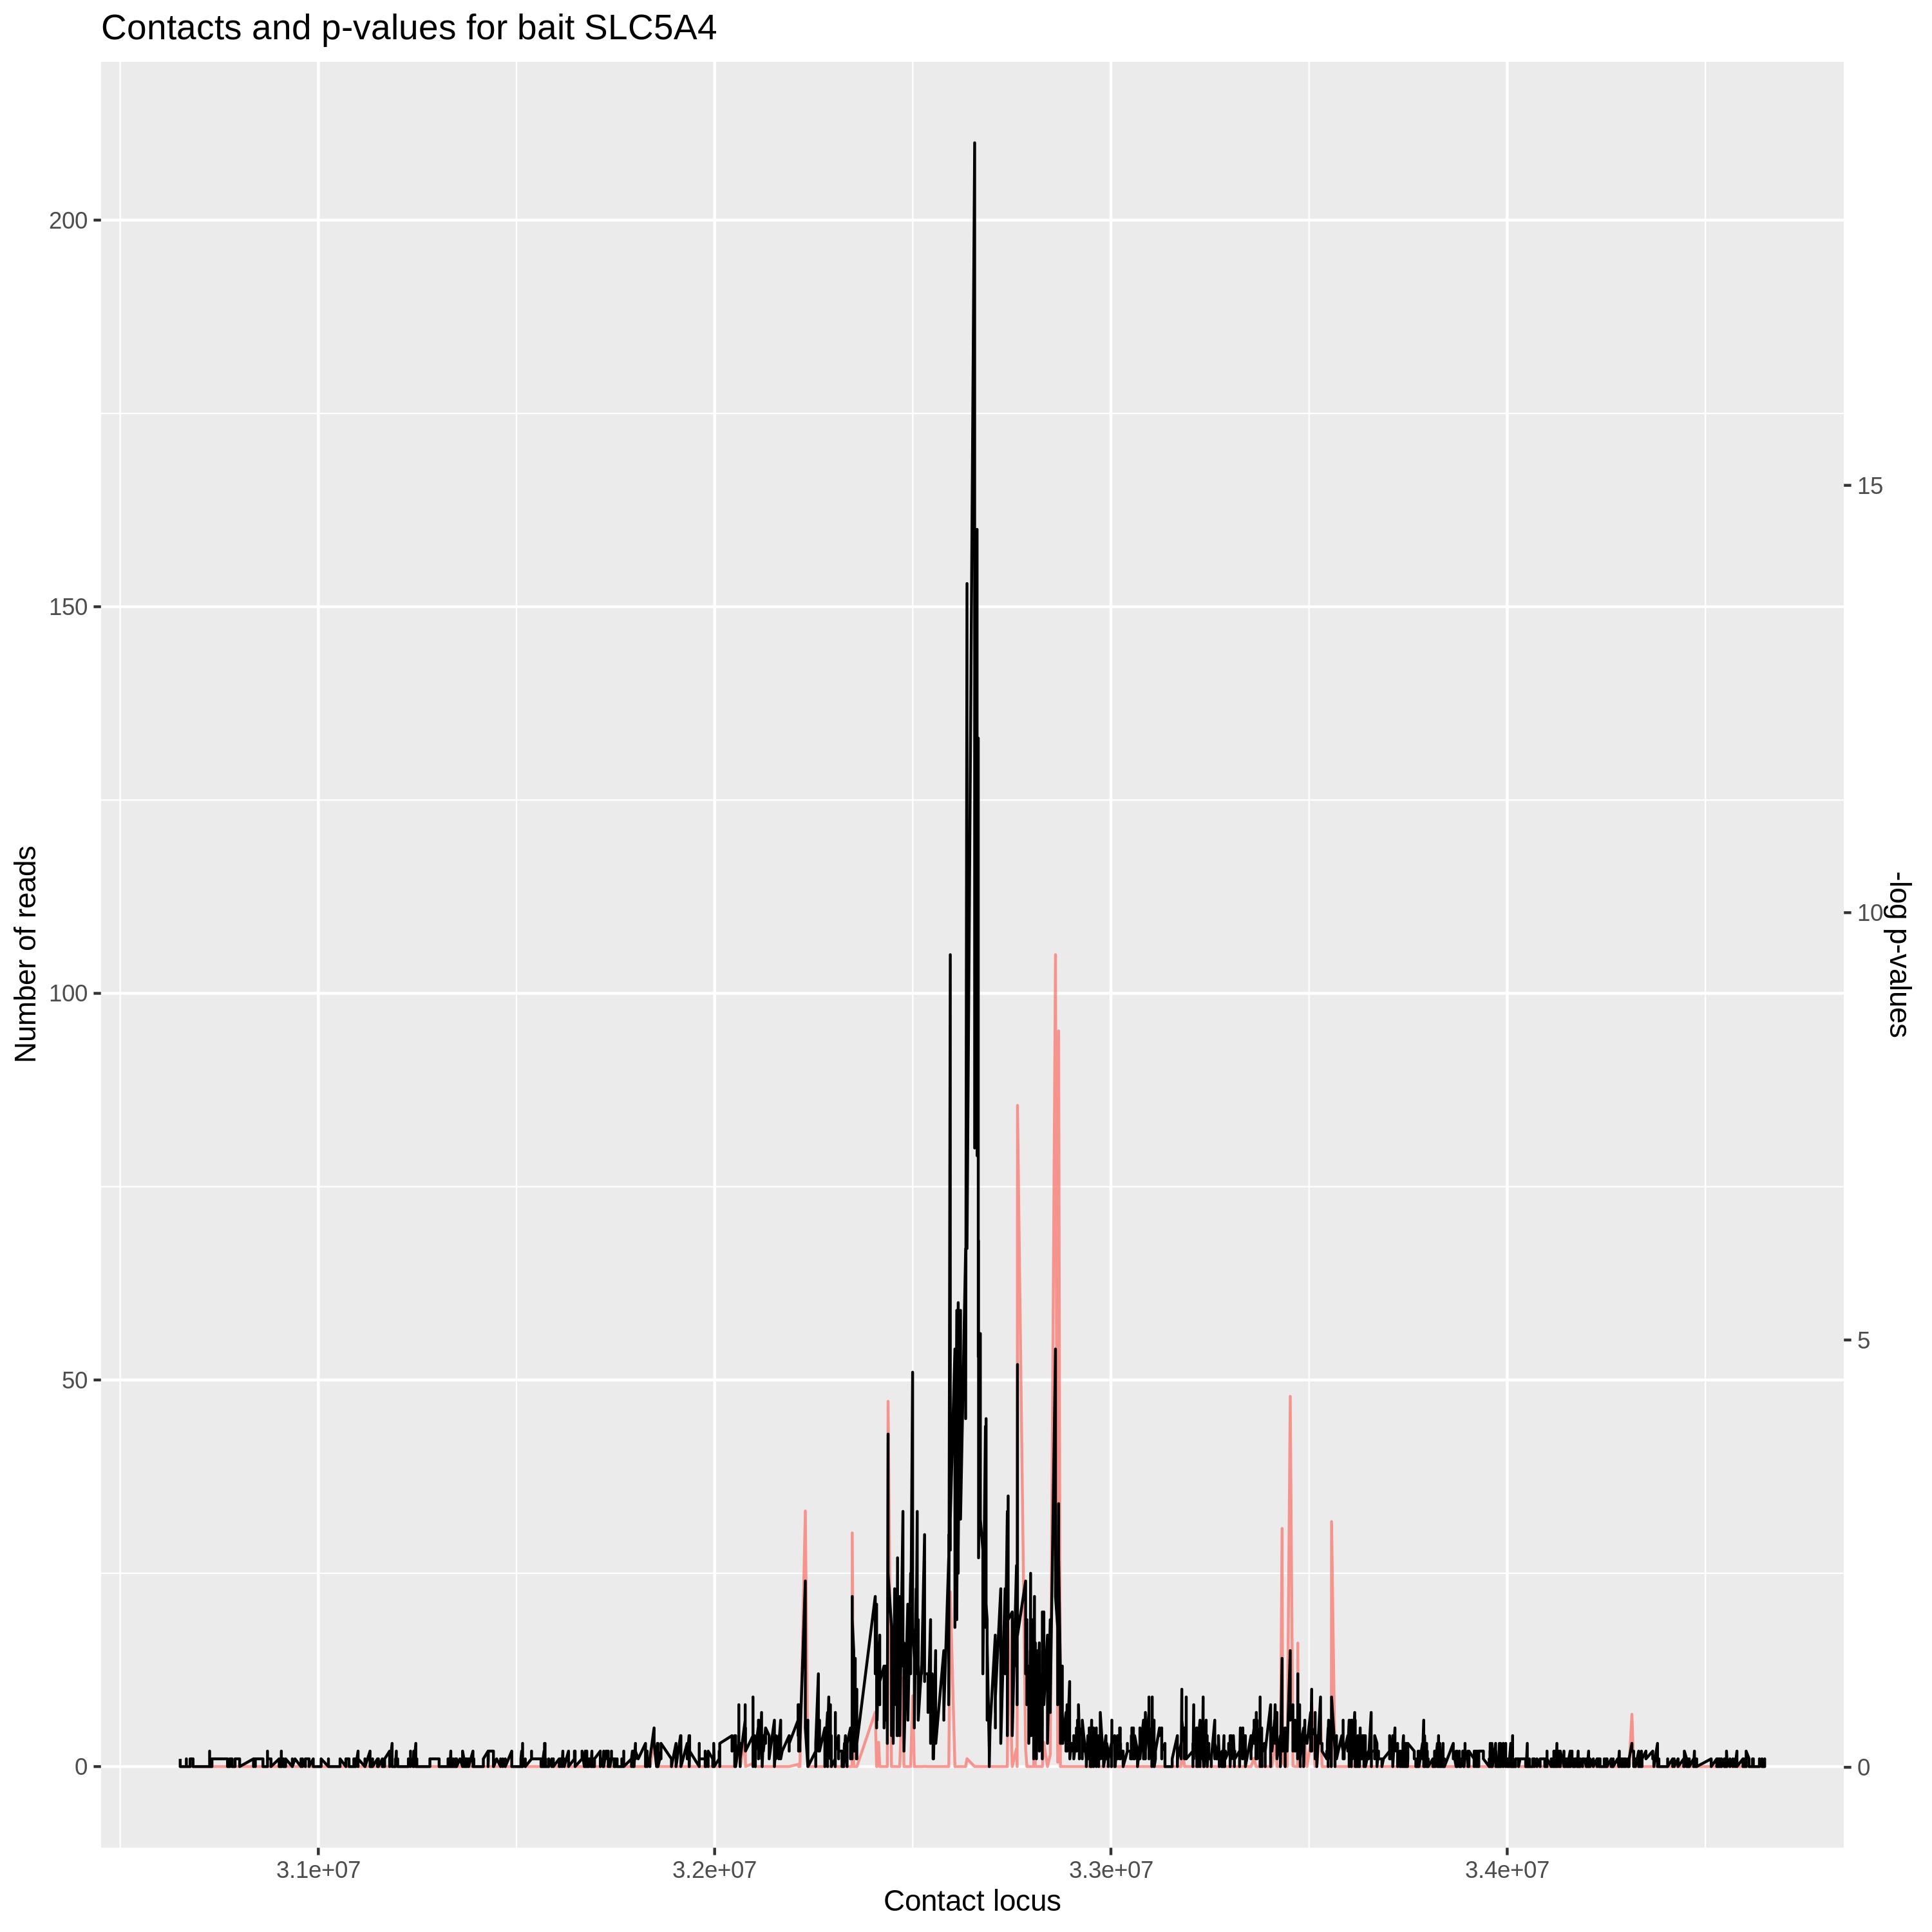 Contacts and p-values for bait SLC5A4
200
150
100
50
0
Number of reads
15
10
5
0
-log p-values
3.1e+07 3.2e+07 3.3e+07 3.4e+07
Contact locus